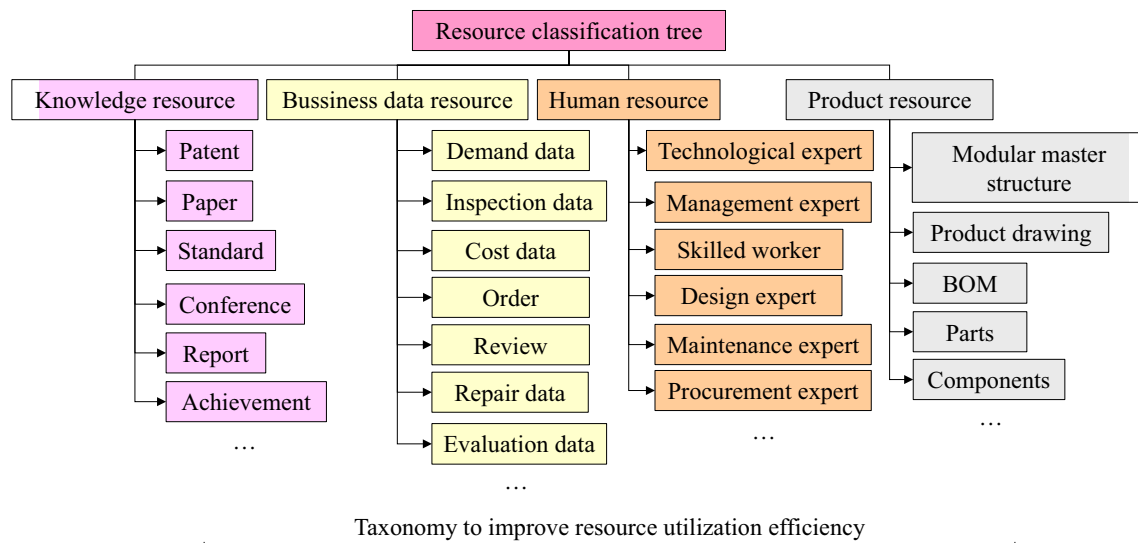 Resource classification tree
Knowledge resource
Patent
Paper
Standard
Conference
Report
Achievement
…
Bussiness data resource
Demand data
Inspection data
Cost data
Order
Review
Repair data
Evaluation data
…
Human resource
Technological expert
Management expert
Skilled worker
Design expert
Maintenance expert
Procurement expert
…
Product resource
Modular master
structure
Product drawing
BOM
Parts
Components
…
Taxonomy to improve resource utilization efficiency